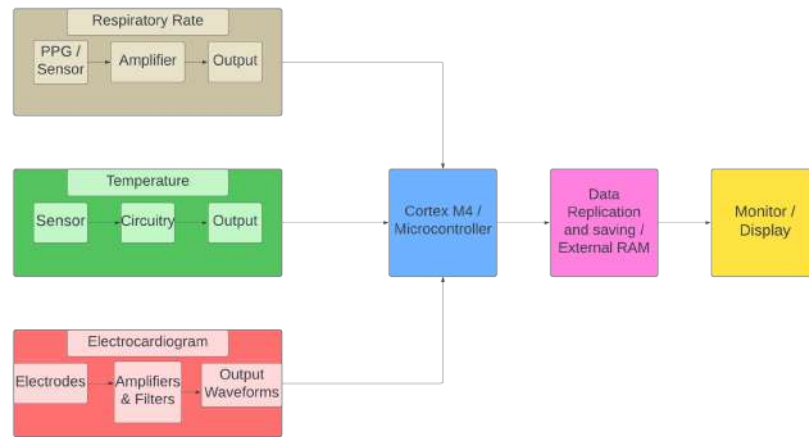 Respiratory Rate
PPG /
Sensor
Amplifier
Output
Temperature
Sensor
Circuitry
Output
Electrocardiogram
Electrodes
Amplifiers
& Filters
Output
Waveforms
Cortex M4 /
Microcontroller
Data
Replication
and saving /
External RAM
Monitor /
Display